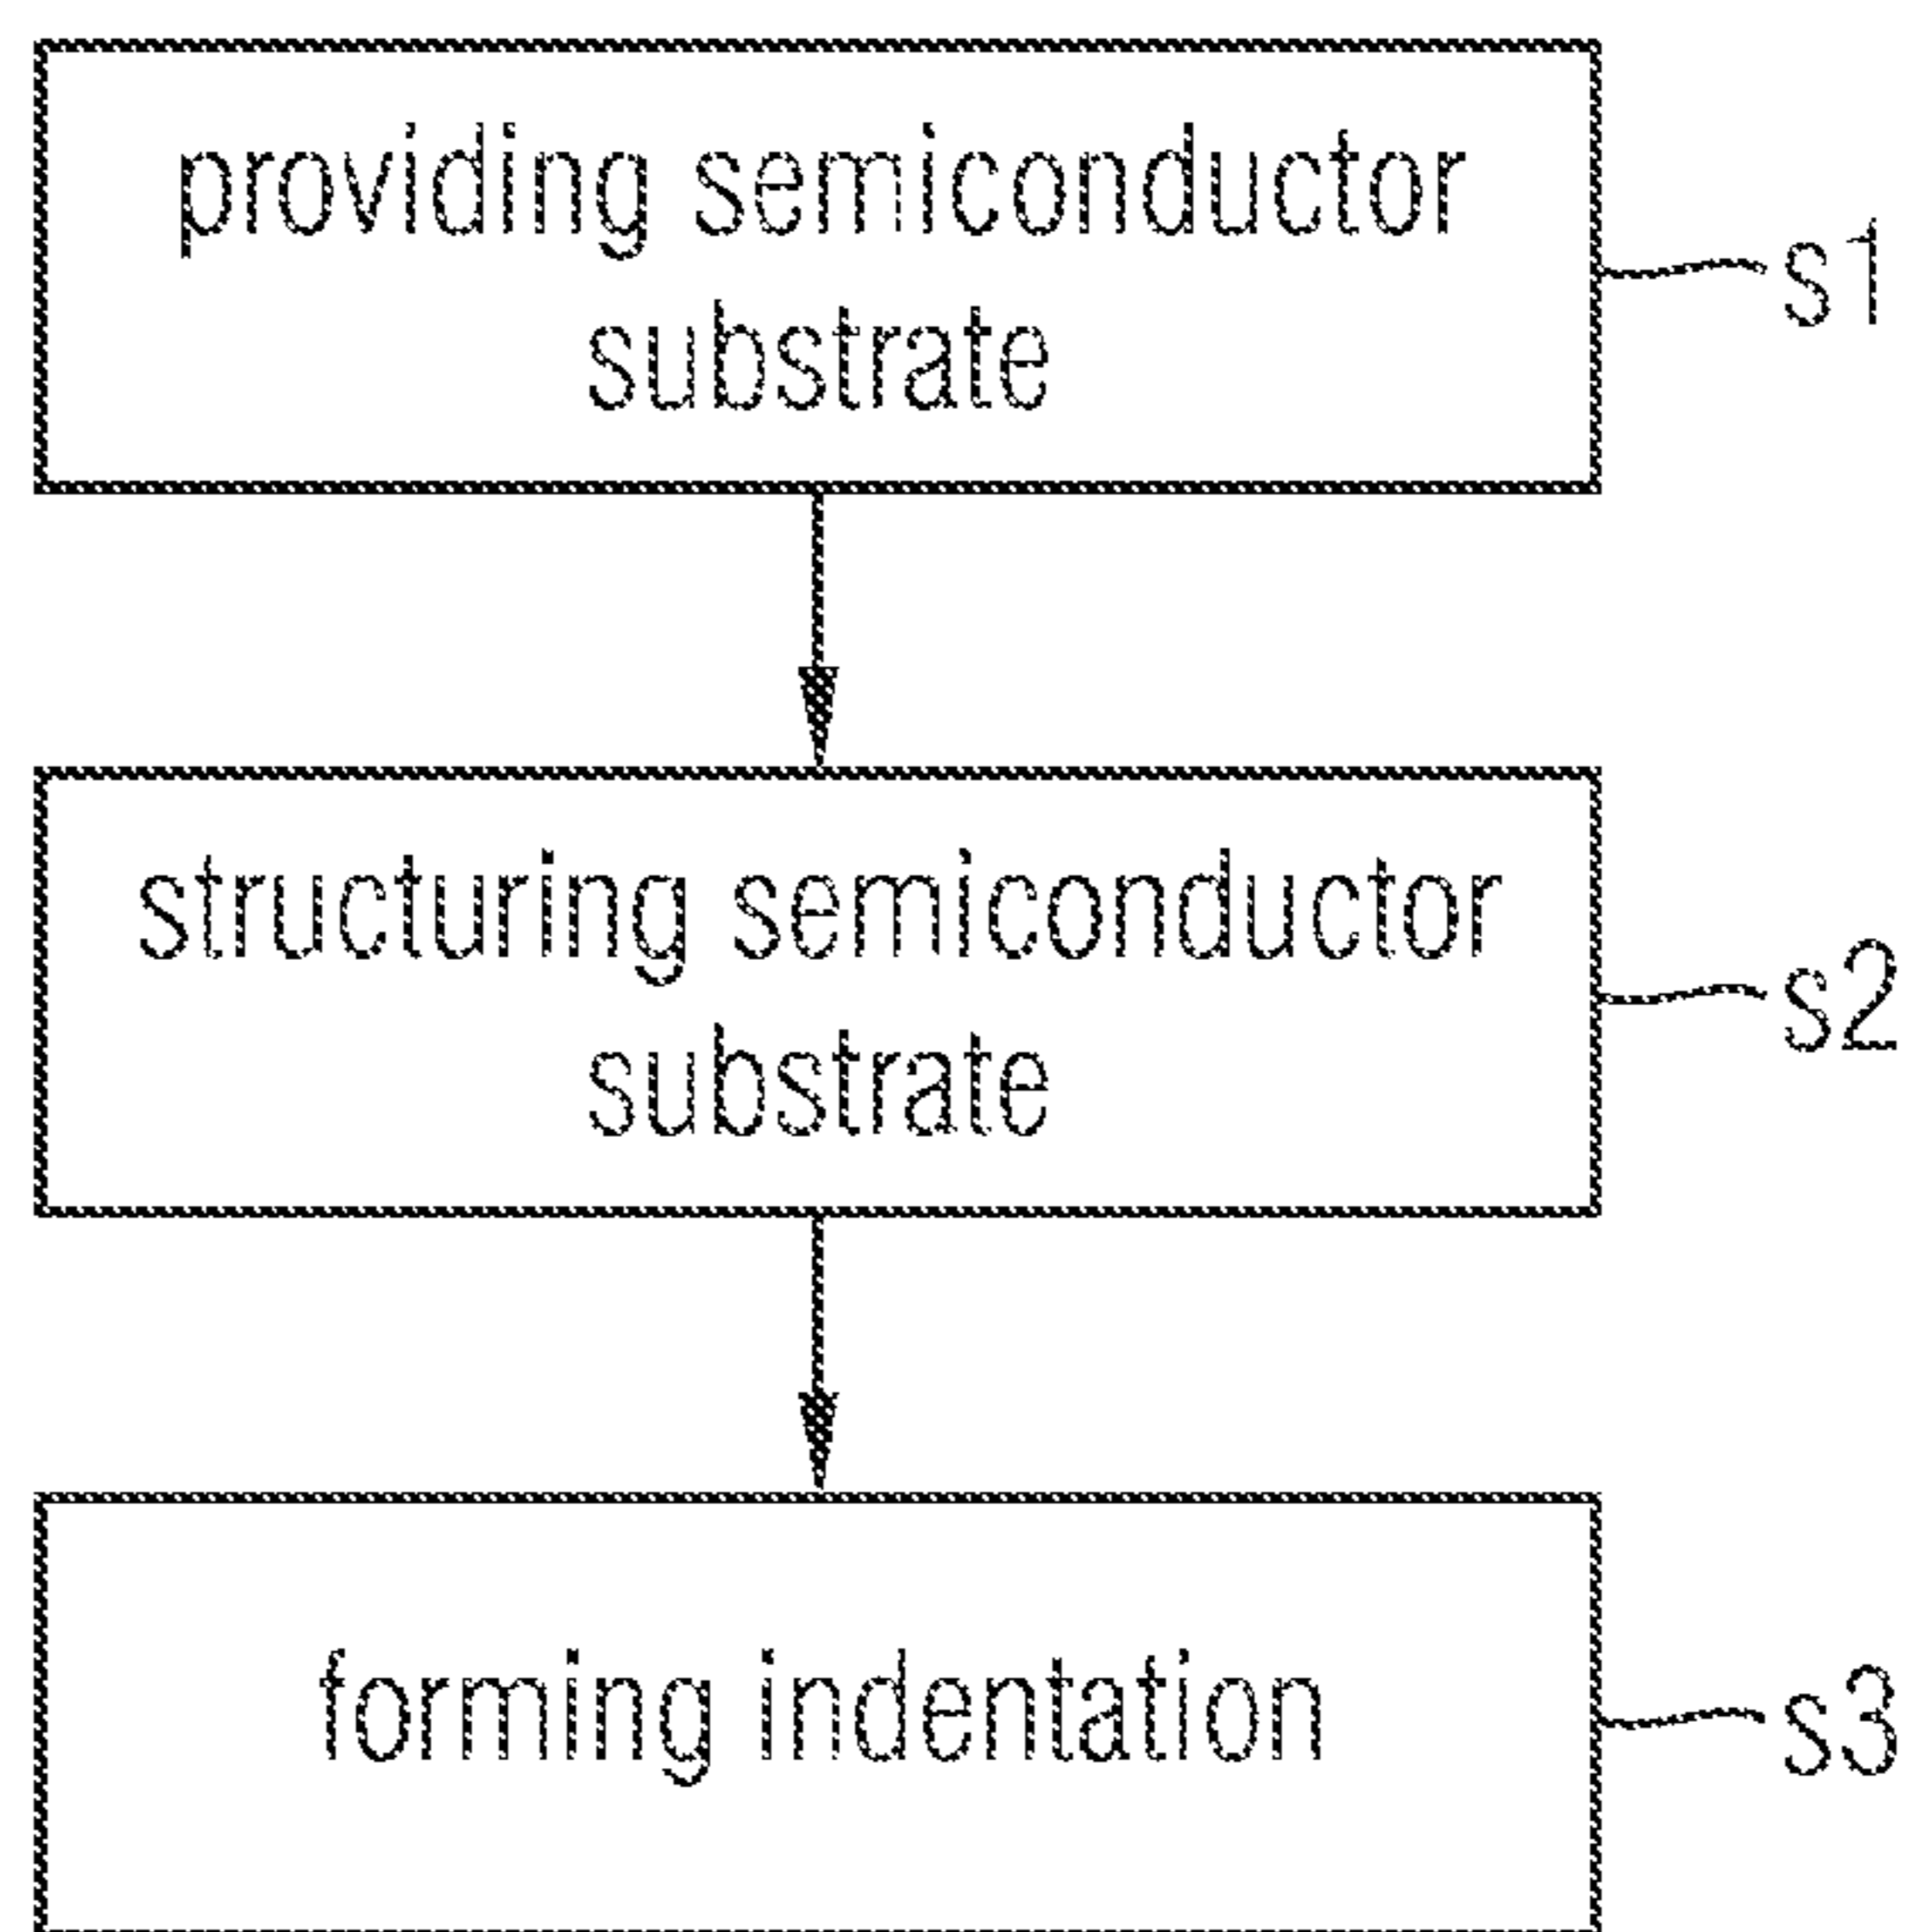 providing semiconductor
substrate
s1
structuring semiconductor
substrate
s2
forming indentation
s3